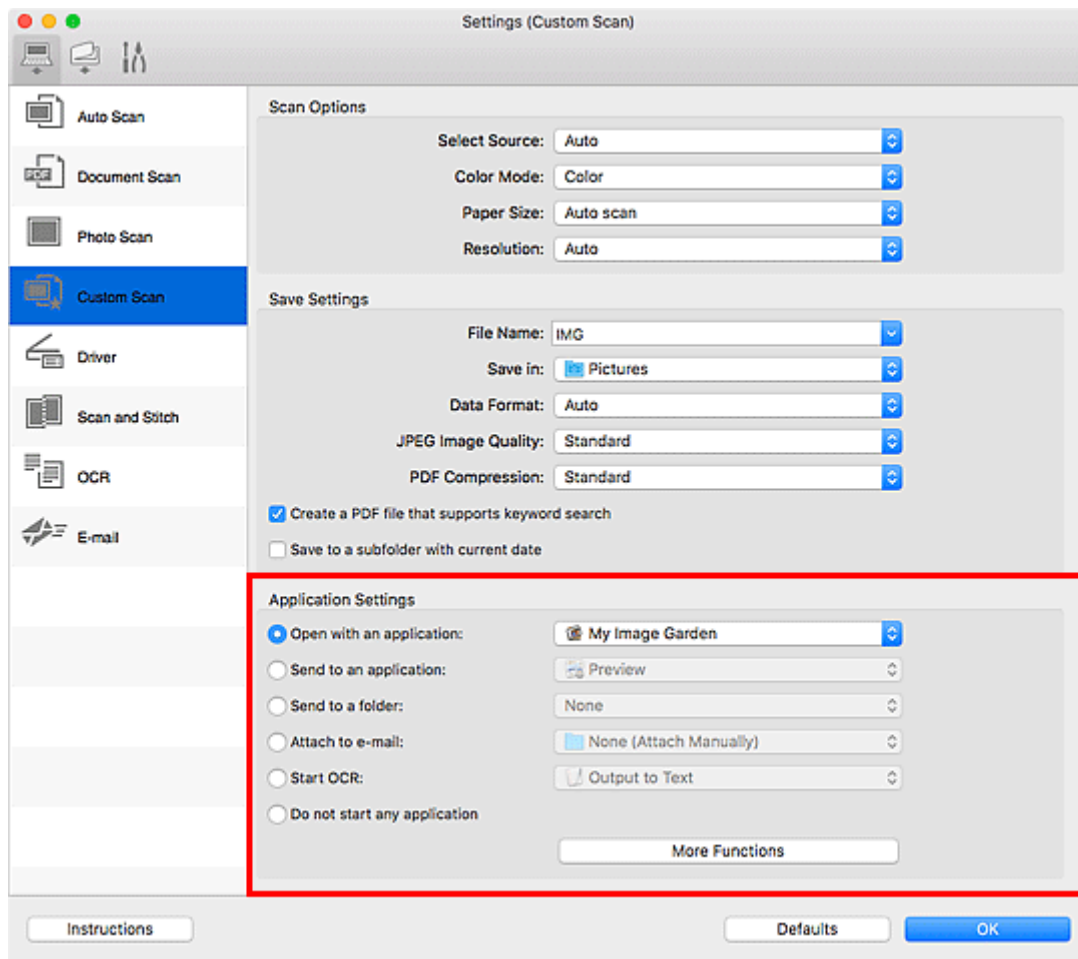 Settings (Custom Scan)
Auto Scan
PDF
Document Scan
Photo Scan
Custom Scan
Driver
Scan and Stitch
OCR
E-mail
Scan Options
Select Source: Auto
Color Mode: Color
Paper Size: Auto scan
Resolution: Auto
Save Settings
File Name: IMG
Save in: Pictures
Data Format: Auto
JPEG Image Quality: Standard
PDF Compression: Standard
Create a PDF file that supports keyword search
Save to a subfolder with current date
Application Settings
Open with an application: My Image Garden
Send to an application: Preview
Send to a folder: None
Attach to e-mail: None (Attach Manually)
Start OCR: Output to Text
Do not start any application
More Functions
Instructions
Defaults
OK